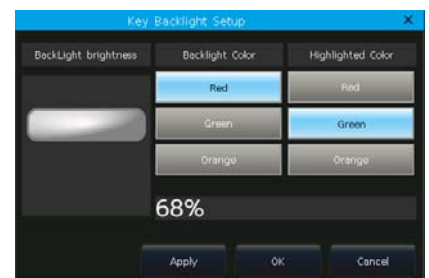 Key Backlight Setup
BackLight brightness
Backlight Color
Highlighted Color
Red
Red
Green
Green
Orange
Orange
68%
Apply
OK
Cancel